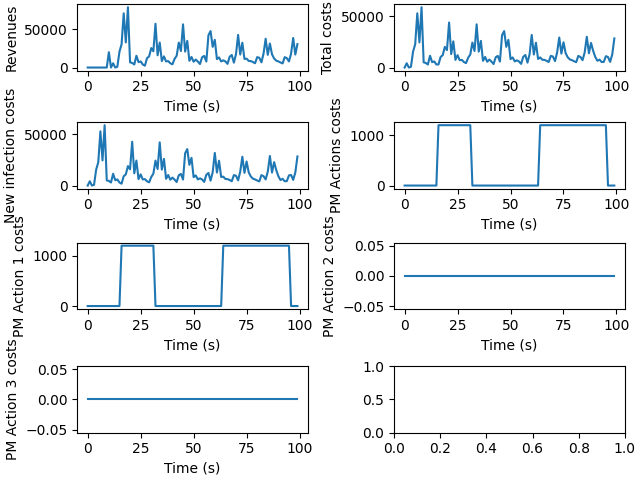 Revenues
50000
0
0 25 50 75 100
Time (s)
Total costs
50000
0
0 25 50 75 100
Time (s)
New infection costs
50000
0
0 25 50 75 100
Time (s)
PM Actions costs
1000
0
0 25 50 75 100
Time (s)
PM Action 1 costs
1000
0
0 25 50 75 100
Time (s)
PM Action 2 costs
0.05
0.00
−0.05
0 25 50 75 100
Time (s)
PM Action 3 costs
0.05
0.00
−0.05
0 25 50 75 100
Time (s)
1.0
0.5
0.0
0.0 0.2 0.4 0.6 0.8 1.0